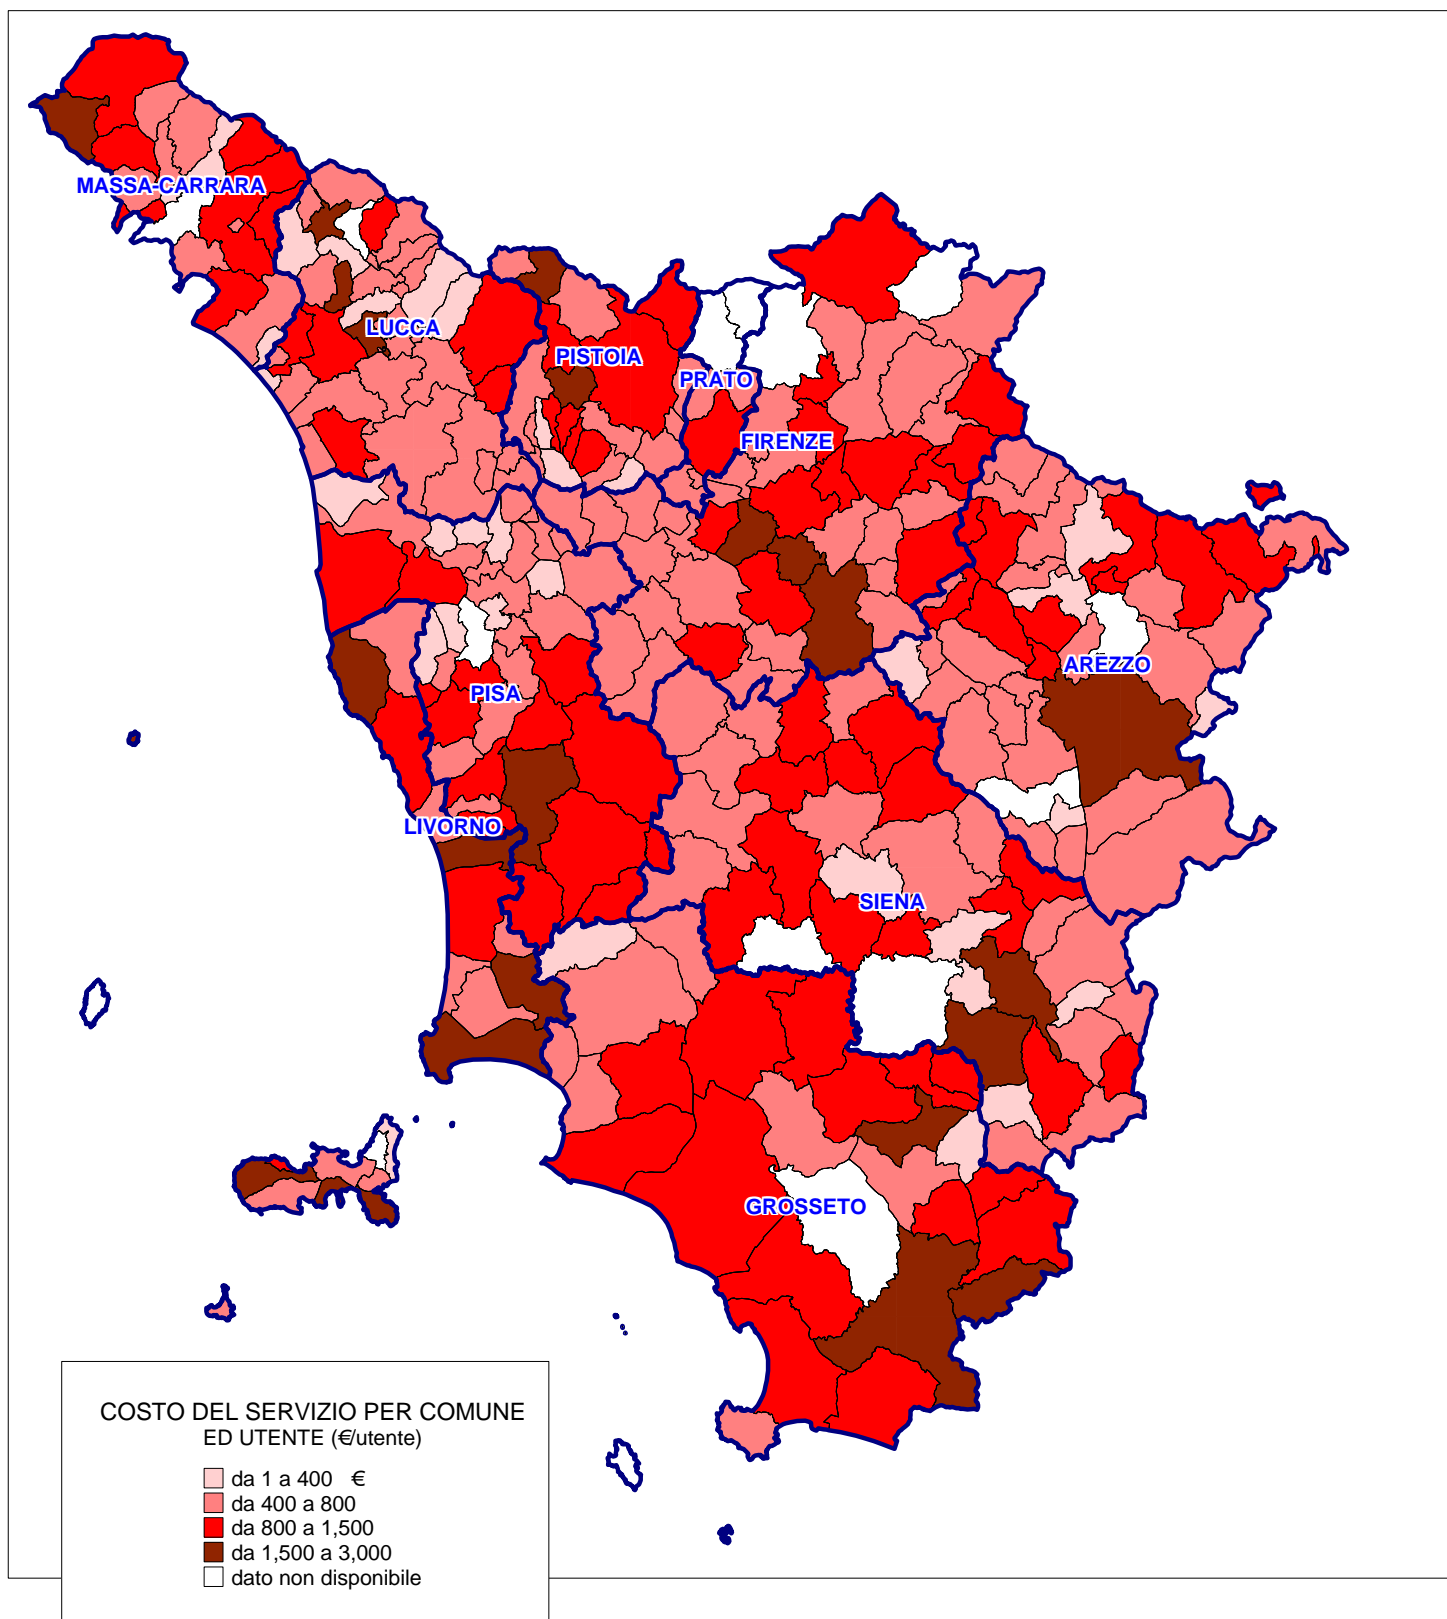 MASSA-CARRARA
LUCCA
PISTOIA
PRATO
FIRENZE
AREZZO
PISA
LIVORNO
SIENA
GROSSETO
COSTO DEL SERVIZIO PER COMUNE
ED UTENTE (€/utente)
da 1 a 400 €
da 400 a 800
da 800 a 1,500
da 1,500 a 3,000
dato non disponibile